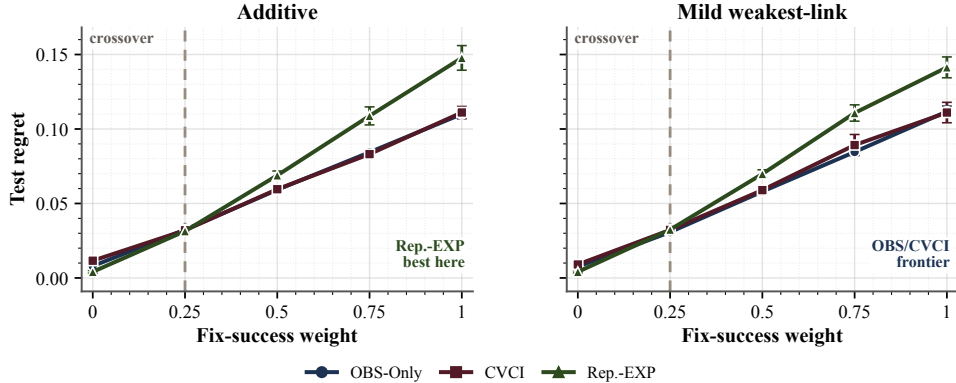 Additive
Mild weakest-link
crossover
crossover
0.15
0.10
0.05
0.00
Test regret
Rep.-EXP
best here
OBS/CVCI
frontier
0 0.25 0.5 0.75 1
0 0.25 0.5 0.75 1
Fix-success weight
Fix-success weight
OBS-Only CVCI Rep.-EXP